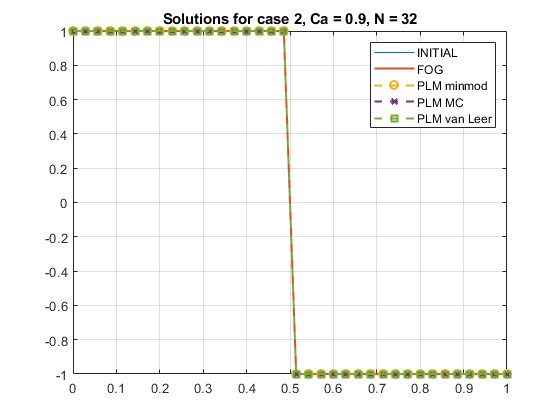 Solutions for case 2, Ca = 0.9, N = 32
1
0.8
0.6
0.4
0.2
0
-0.2
-0.4
-0.6
-0.8
-1
INITIAL
FOG
PLM minmod
PLM MC
PLM van Leer
0 0.1 0.2 0.3 0.4 0.5 0.6 0.7 0.8 0.9 1